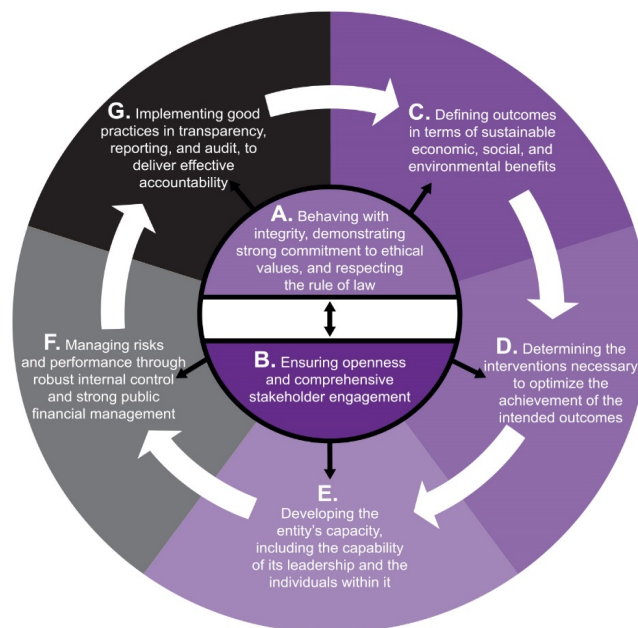 G. Implementing good
practices in transparency,
reporting, and audit, to
deliver effective
accountability
C. Defining outcomes
in terms of sustainable
economic, social, and
environmental benefits
A. Behaving with
integrity, demonstrating
strong commitment to ethical
values, and respecting
the rule of law
F. Managing risks
and performance through
robust internal control
and strong public
financial management
B. Ensuring openness
and comprehensive
stakeholder engagement
D. Determining the
interventions necessary
to optimize the
achievement of the
intended outcomes
E.
Developing the
entity's capacity,
including the capability
of its leadership and the
individuals within it